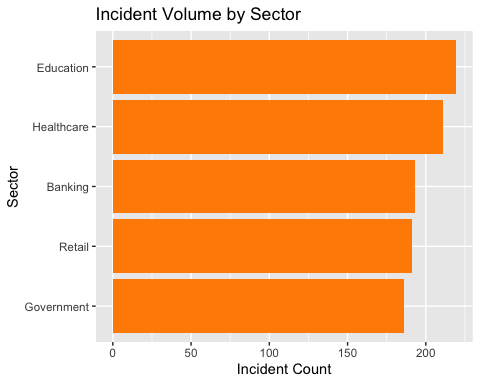 Incident Volume by Sector
Sector
Education
Healthcare
Banking
Retail
Government
0 50 100 150 200
Incident Count